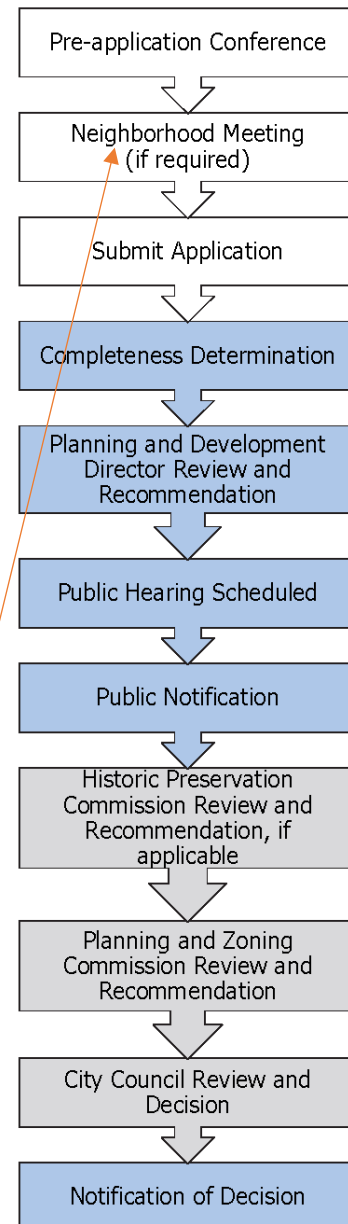 Pre-application Conference
Neighborhood Meeting
(if required)
Submit Application
Completeness Determination
Planning and Development
Director Review and
Recommendation
Public Hearing Scheduled
Public Notification
Historic Preservation
Commission Review and
Recommendation, if
applicable
Planning and Zoning
Commission Review and
Recommendation
City Council Review and
Decision
Notification of Decision